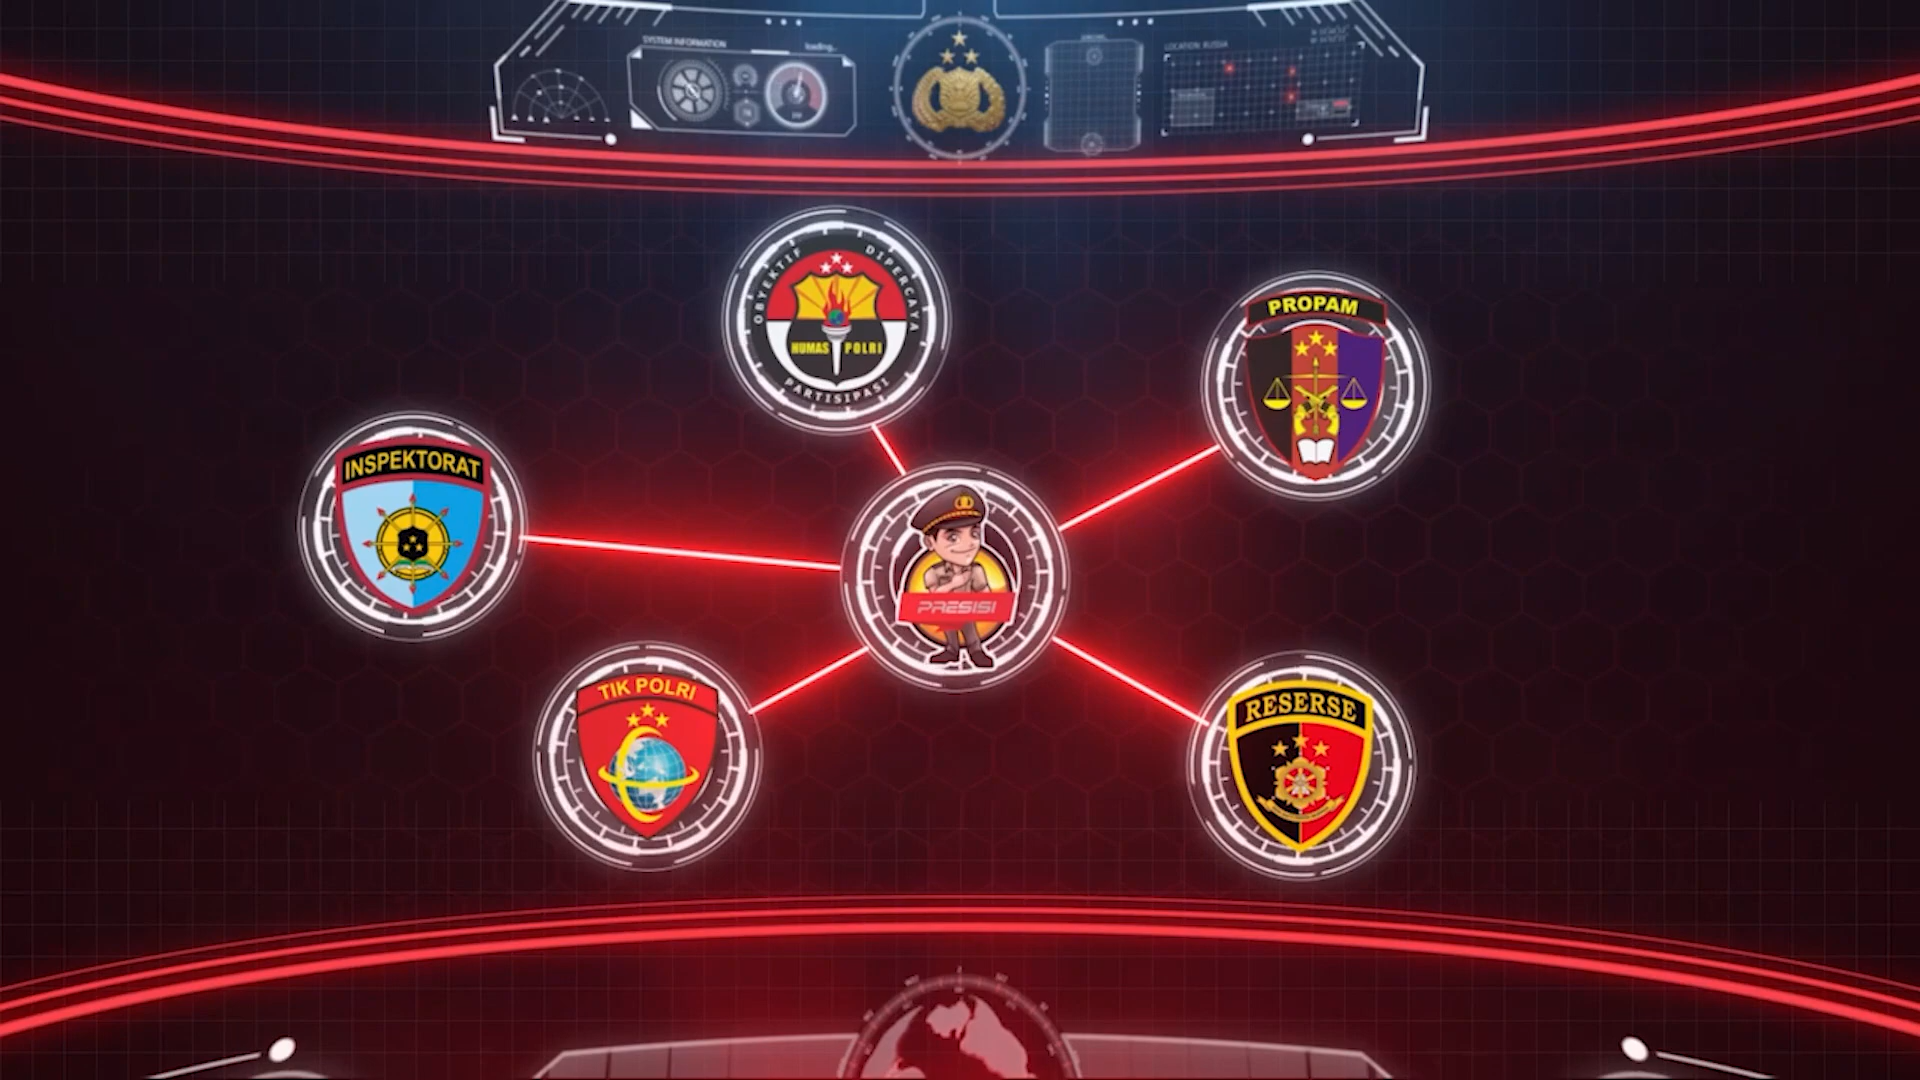 SYSTEM INFORMATION
loading...
LOCATION: RUSSIA
OBYEKTIF DIPERCAYA
HUMAS POLRI
PARTISIPASI
PROPAM
INSPEKTORAT
PRESISI
TIK POLRI
RESERSE